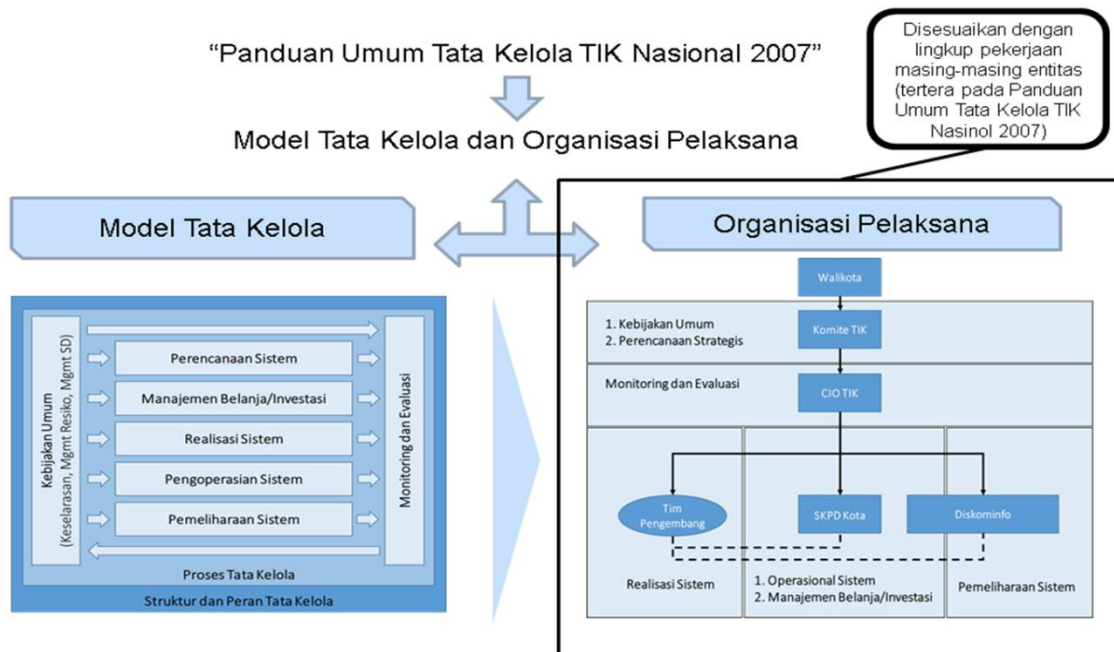 “Panduan Umum Tata Kelola TIK Nasional 2007”
Disesuaikan dengan
lingkup pekerjaan
masing-masing entitas
(tertera pada Panduan
Umum Tata Kelola TIK
Nasinol 2007)
Model Tata Kelola dan Organisasi Pelaksana
Model Tata Kelola
Kebijakan Umum
(Keselarasan, Mgmt Resiko, Mgmt SD)
Perencanaan Sistem
Manajemen Belanja/Investasi
Realisasi Sistem
Pengoperasian Sistem
Pemeliharaan Sistem
Monitoring dan Evaluasi
Proses Tata Kelola
Struktur dan Peran Tata Kelola
Organisasi Pelaksana
Walikota
1. Kebijakan Umum
2. Perencanaan Strategis
Komite TIK
Monitoring dan Evaluasi
CIO TIK
Tim
Pengembang
SKPD Kota
Diskominfo
Realisasi Sistem
1. Operasional Sistem
2. Manajemen Belanja/Investasi
Pemeliharaan Sistem